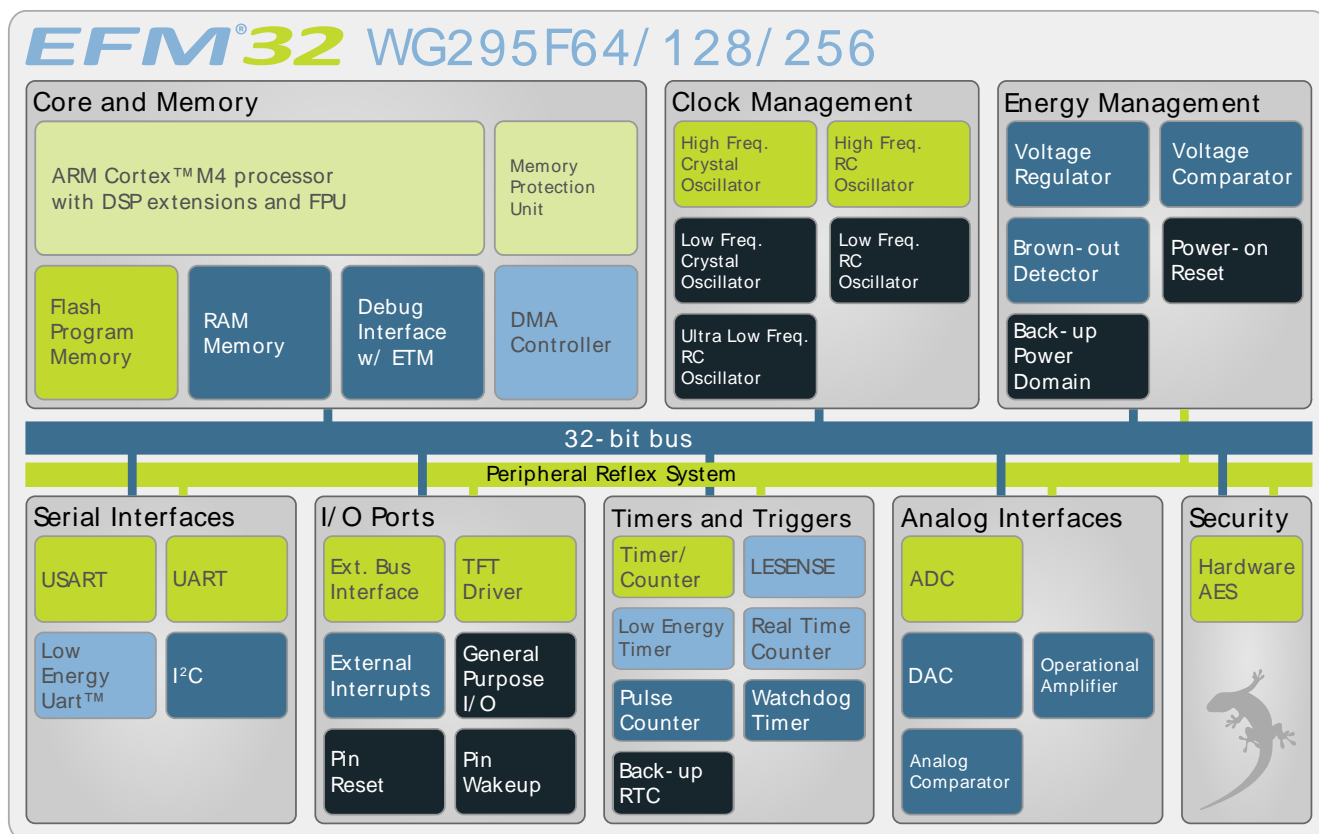 EFM®32 WG295F64/128/256
Core and Memory
ARM Cortex™ M4 processor
with DSP extensions and FPU
Memory
Protection
Unit
Flash
Program
Memory
RAM
Memory
Debug
Interface
w/ ETM
DMA
Controller
Clock Management
High Freq.
Crystal
Oscillator
High Freq.
RC
Oscillator
Low Freq.
Crystal
Oscillator
Low Freq.
RC
Oscillator
Ultra Low Freq.
RC
Oscillator
Energy Management
Voltage
Regulator
Voltage
Comparator
Brown-out
Detector
Power-on
Reset
Back-up
Power
Domain
32-bit bus
Peripheral Reflex System
Serial Interfaces
USART
UART
Low
Energy
Uart™
I²C
I/O Ports
Ext. Bus
Interface
TFT
Driver
External
Interrupts
General
Purpose
I/O
Pin
Reset
Pin
Wakeup
Timers and Triggers
Timer/
Counter
LESENSE
Low Energy
Timer
Real Time
Counter
Pulse
Counter
Watchdog
Timer
Back-up
RTC
Analog Interfaces
ADC
DAC
Operational
Amplifier
Analog
Comparator
Security
Hardware
AES